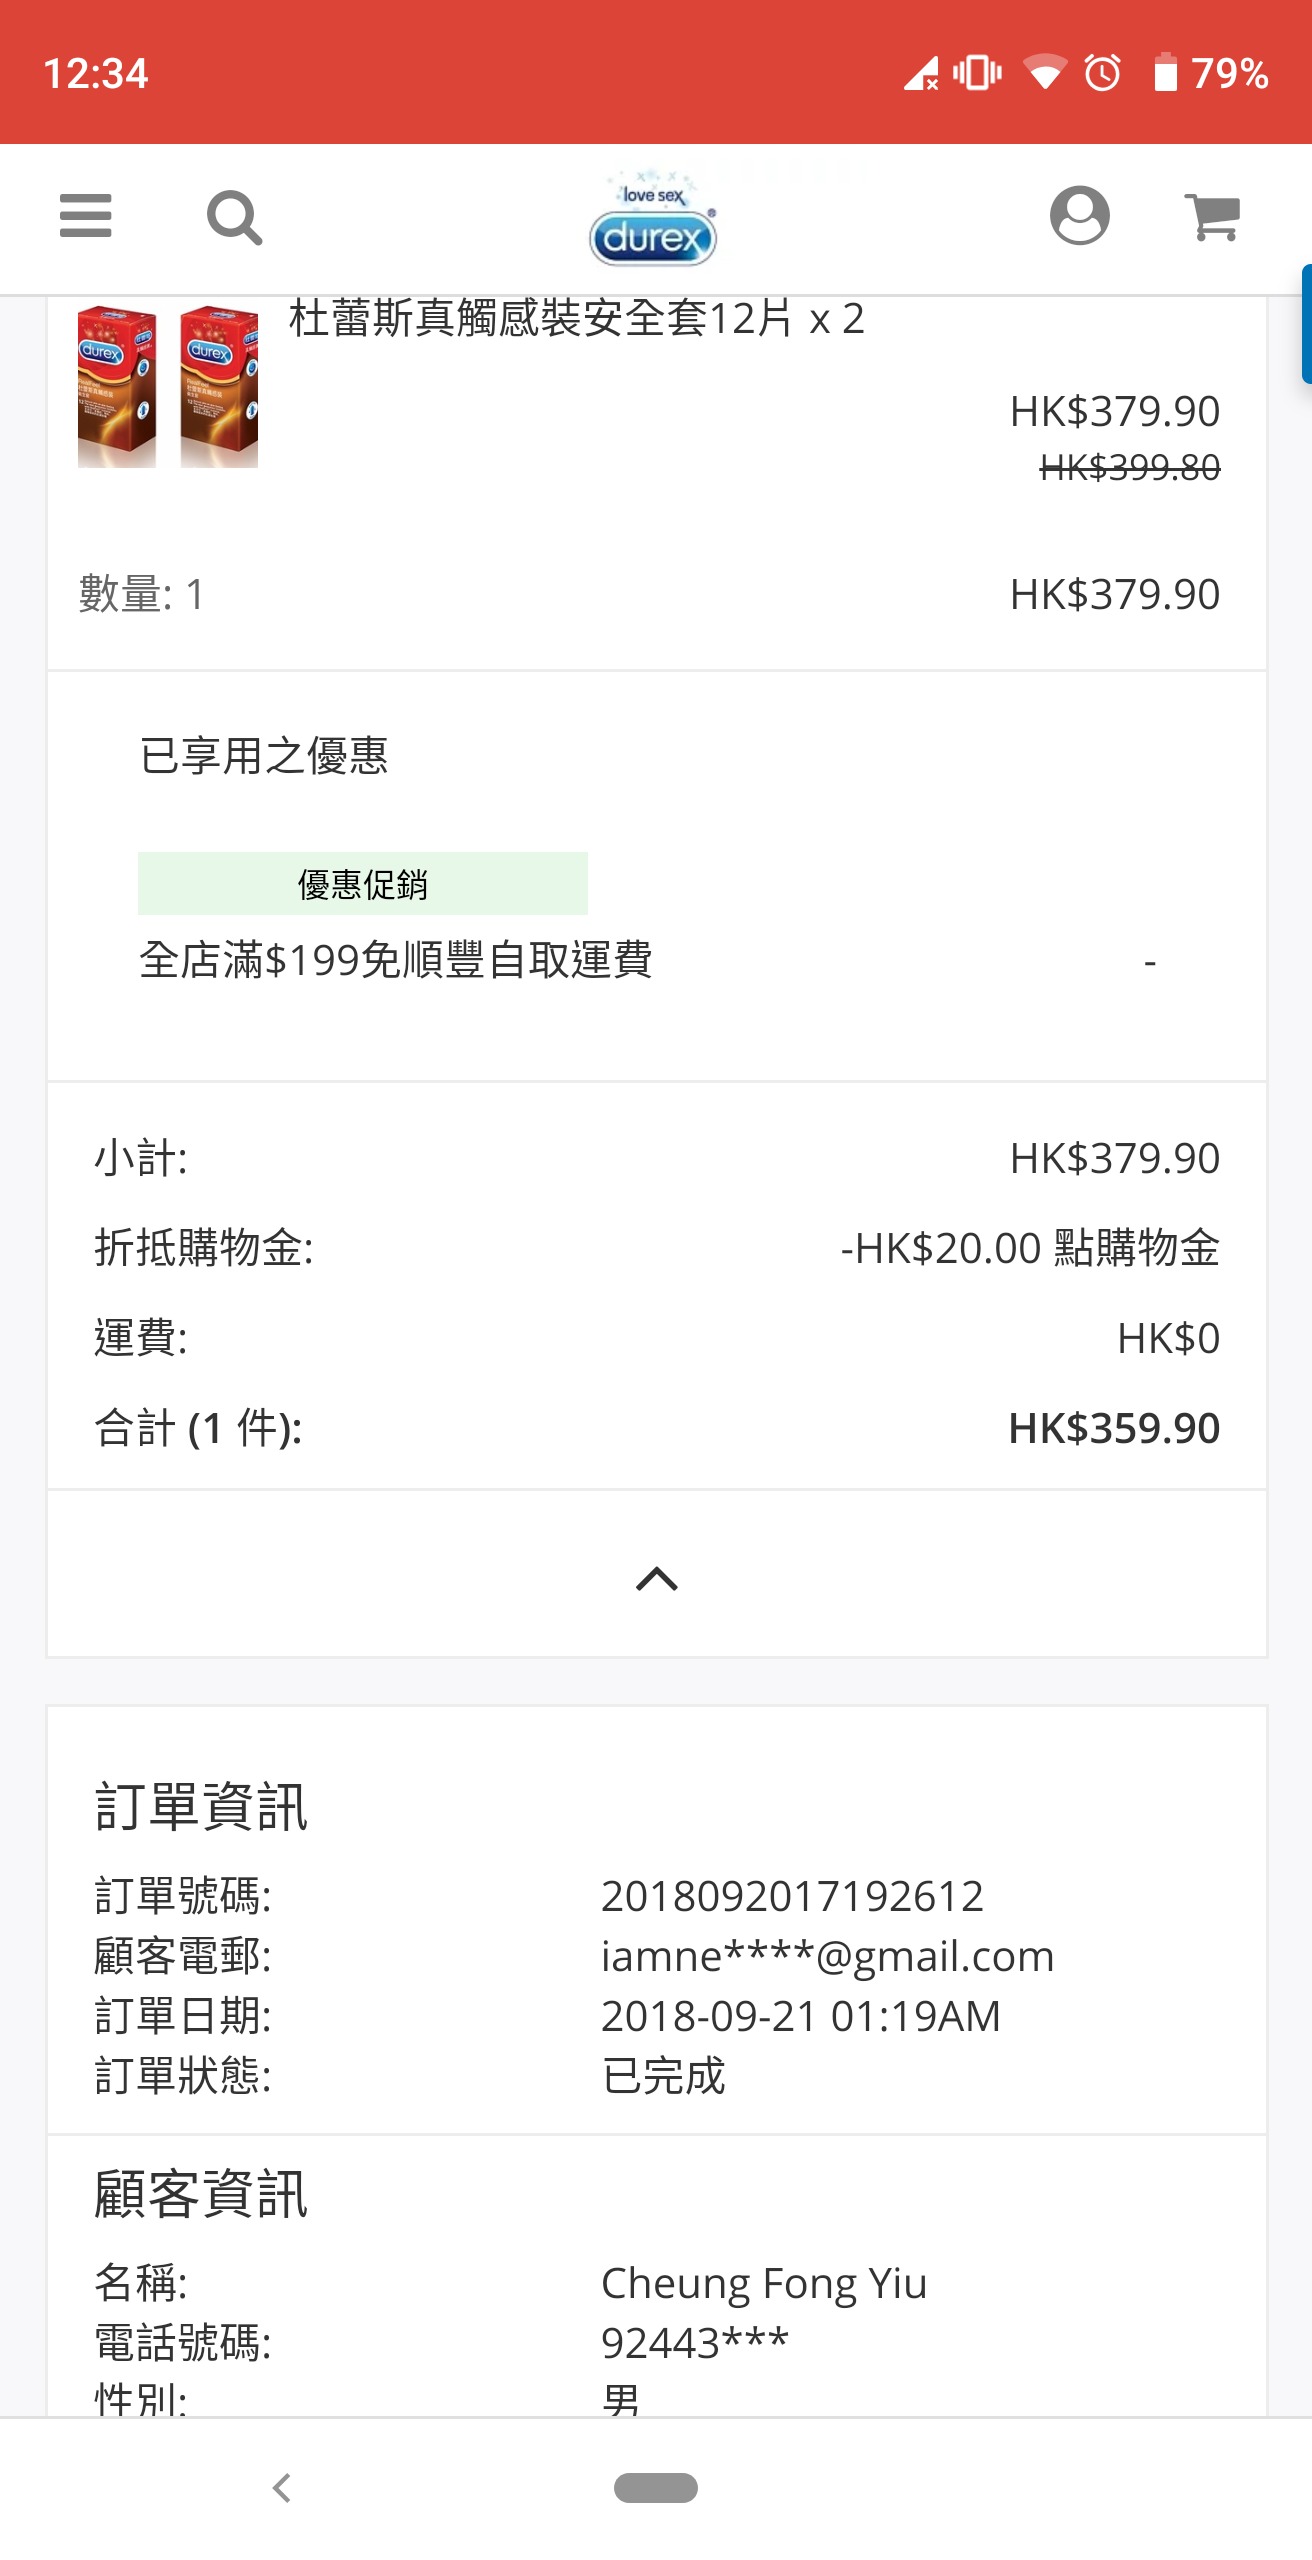 12:34
79%
love sex
durex
杜蕾斯真觸感裝安全套12片 x 2
durex
durex
HK$379.90
HK$399.80
數量: 1
HK$379.90
已享用之優惠
優惠促銷
全店滿$199免順豐自取運費
-
小計:
HK$379.90
折抵購物金:
-HK$20.00 點購物金
運費:
HK$0
合計 (1 件):
HK$359.90
訂單資訊
訂單號碼:
2018092017192612
顧客電郵:
iamne****@gmail.com
訂單日期:
2018-09-21 01:19AM
訂單狀態:
已完成
顧客資訊
名稱:
Cheung Fong Yiu
電話號碼:
92443***
性別:
男